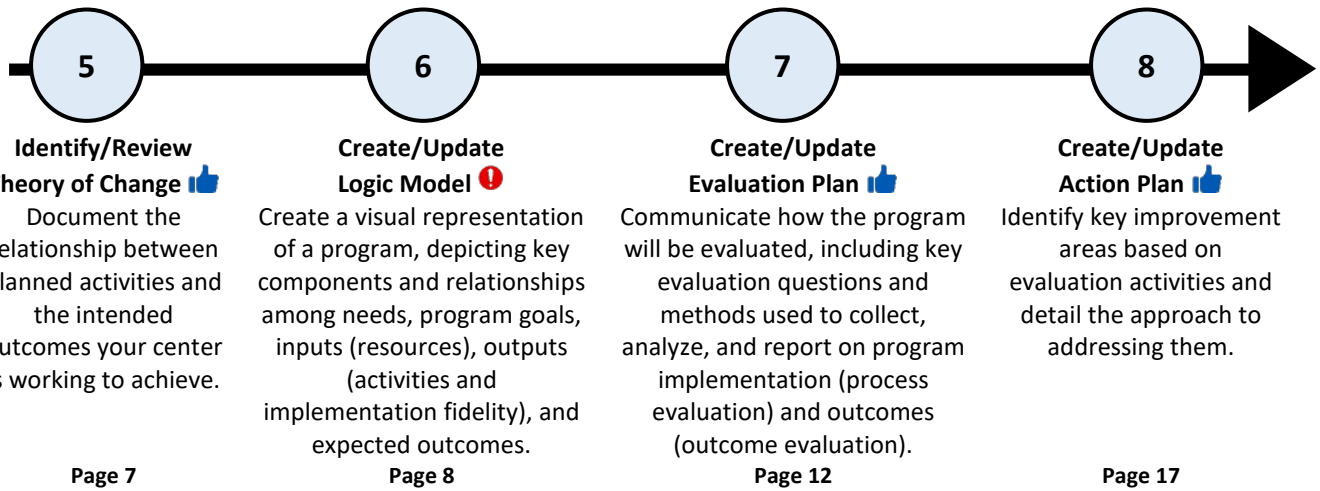 5
6
7
8
Identify/Review
Theory of Change
Document the
relationship between
planned activities and
the intended
outcomes your center
is working to achieve.
Page 7
Create/Update
Logic Model
Create a visual representation
of a program, depicting key
components and relationships
among needs, program goals,
inputs (resources), outputs
(activities and
implementation fidelity), and
expected outcomes.
Page 8
Create/Update
Evaluation Plan
Communicate how the program
will be evaluated, including key
evaluation questions and
methods used to collect,
analyze, and report on program
implementation (process
evaluation) and outcomes
(outcome evaluation).
Page 12
Create/Update
Action Plan
Identify key improvement
areas based on
evaluation activities and
detail the approach to
addressing them.
Page 17